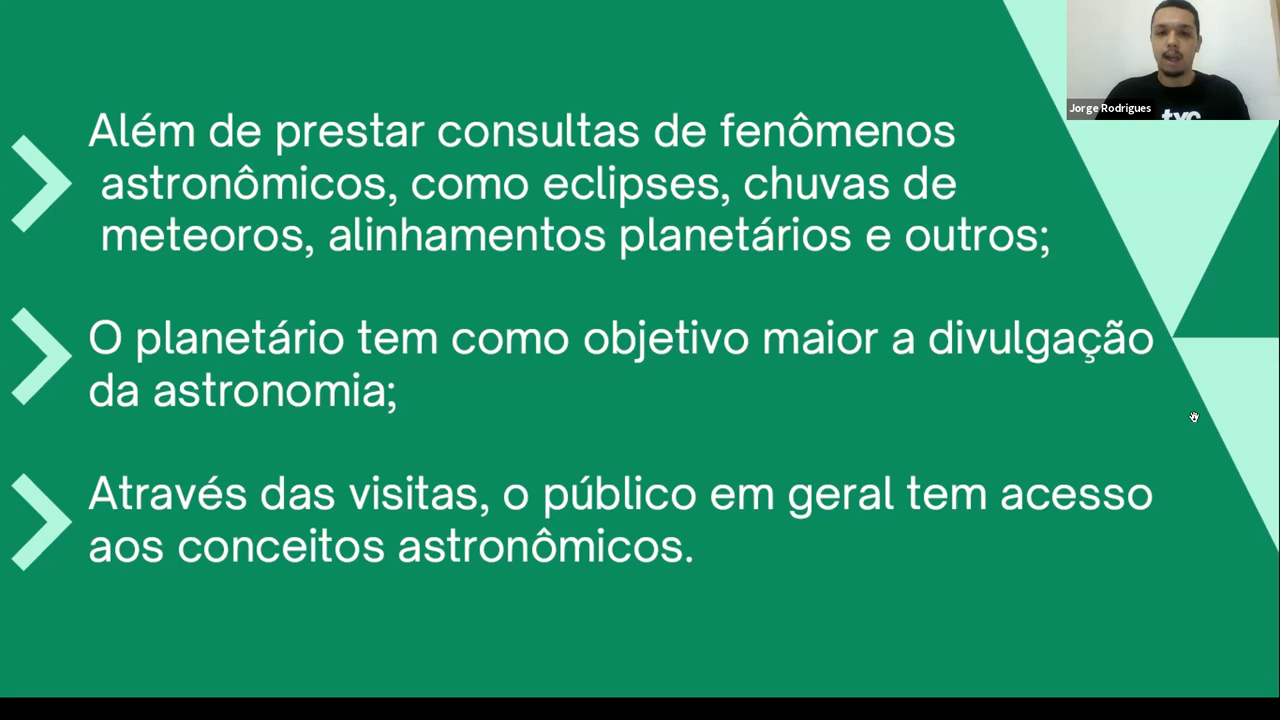 Além de prestar consultas de fenômenos
astronômicos, como eclipses, chuvas de
meteoros, alinhamentos planetários e outros;
O planetário tem como objetivo maior a divulgação
da astronomia;
Através das visitas, o público em geral tem acesso
aos conceitos astronômicos.
Jorge Rodrigues